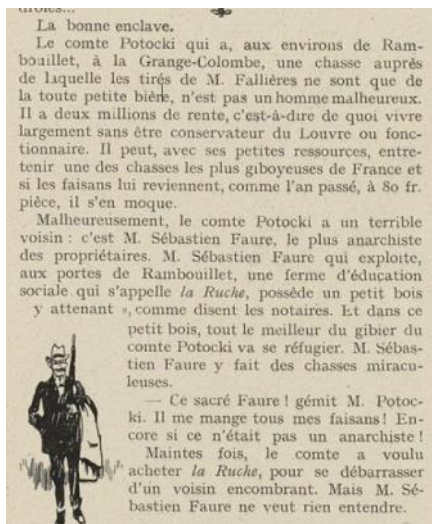 drôles...
La bonne enclave.
Le comte Potocki qui a, aux environs de Ram-
bouillet, à la Grange-Colombe, une chasse auprès
de laquelle les tirés de M. Fallières ne sont que de
la toute petite bière, n'est pas un homme malheureux.
Il a deux millions de rente, c'est-à-dire de quoi vivre
largement sans être conservateur du Louvre ou fonc-
tionnaire. Il peut, avec ses petites ressources, entre-
tenir une des chasses les plus giboyeuses de France et
si les faisans lui reviennent, comme l'an passé, à 80 fr.
pièce, il s'en moque.
Malheureusement, le comte Potocki a un terrible
voisin : c'est M. Sébastien Faure, le plus anarchiste
des propriétaires. M. Sébastien Faure qui exploite,
aux portes de Rambouillet, une ferme d'éducation
sociale qui s'appelle la Ruche, possède un petit bois
y attenant », comme disent les notaires. Et dans ce
petit bois, tout le meilleur du gibier du
comte Potocki va se réfugier. M. Sébas-
tien Faure y fait des chasses miracu-
leuses.
— Ce sacré Faure ! gémit M. Potoc-
ki. Il me mange tous mes faisans ! En-
core si ce n'était pas un anarchiste !
Maintes fois, le comte a voulu
acheter la Ruche, pour se débarrasser
d'un voisin encombrant. Mais M. Sé-
bastien Faure ne veut rien entendre.